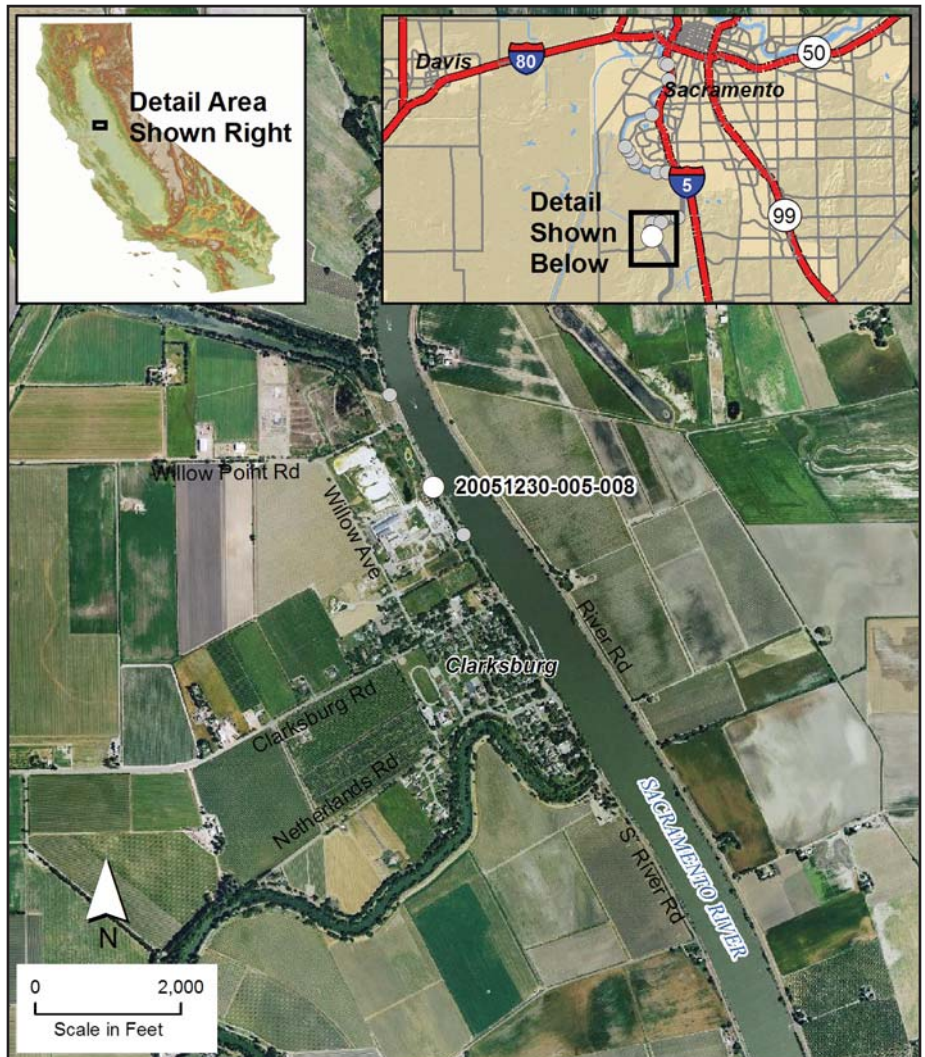 Detail Area
Shown Right
Davis
80
50
Sacramento
5
99
Detail
Shown
Below
Willow Point Rd
20051230-005-008
Willow Ave
River Rd
Clarksburg
Clarksburg Rd
Netherlands Rd
SACRAMENTO RIVER
S River Rd
N
0 2,000
Scale in Feet